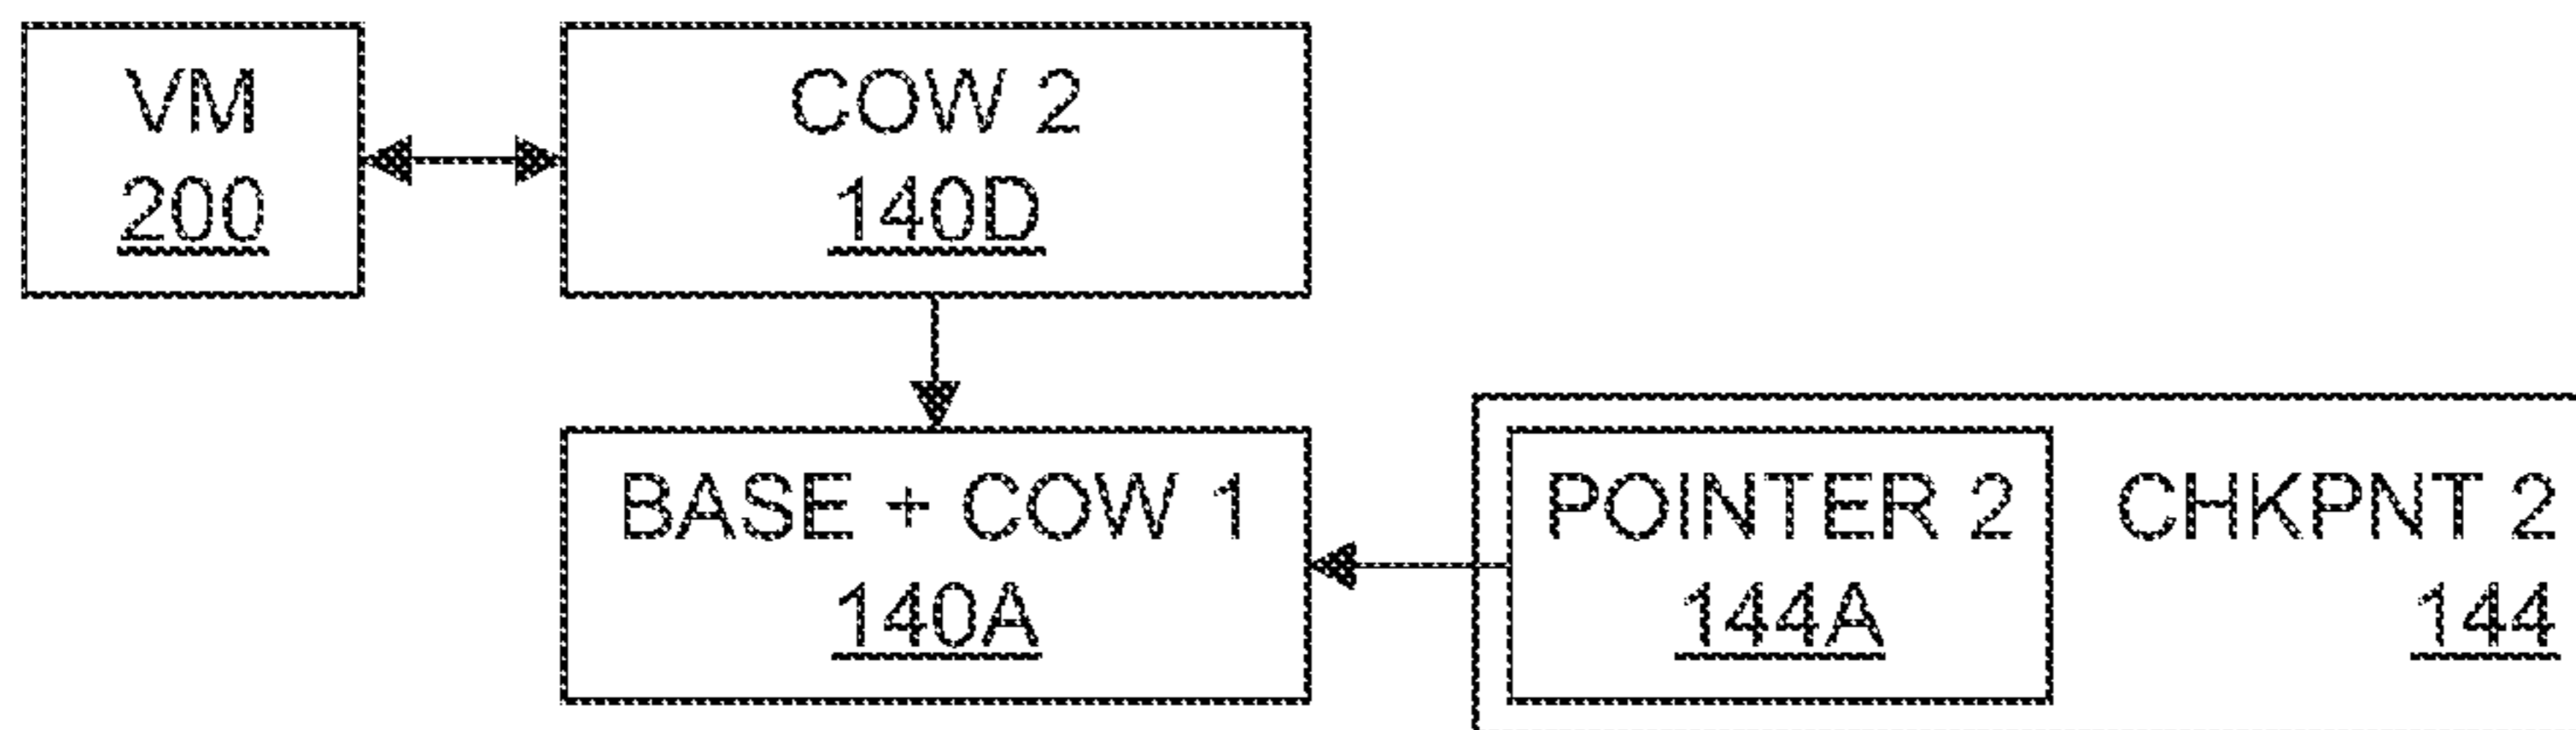 VM
200
COW 2
140D
BASE + COW 1
140A
POINTER 2
144A
CHKPNT 2
144